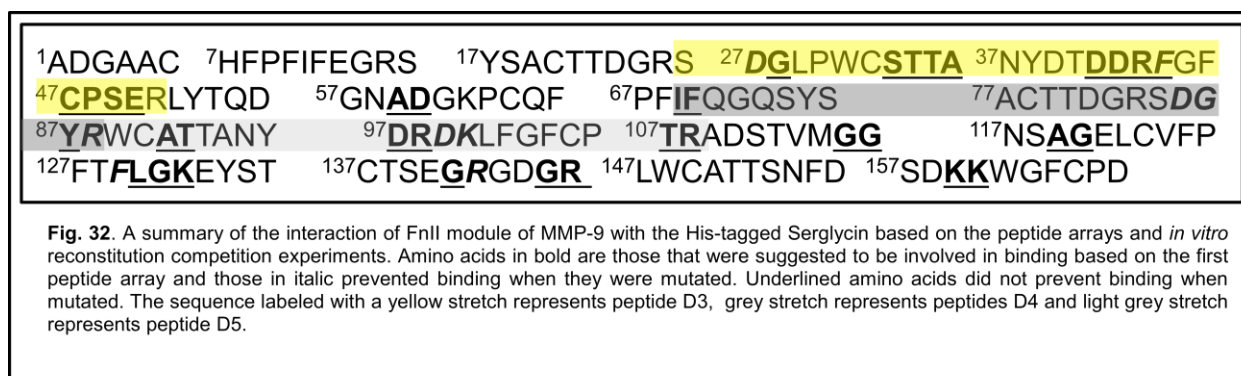 ¹ADGAAC ⁷HFPFIFEGRS ¹⁷YSACTTDGRS ²⁷DGLPWCSTTA ³⁷NYDTDDRFGF
⁴⁷CPSERLYTQD ⁵⁷GNADGKPCQF ⁶⁷PFIFQGQSYS ⁷⁷ACTTDGRSDG
⁸⁷YRWCATTANY ⁹⁷DRDKLFGFCP ¹⁰⁷TRADSTVMGG ¹¹⁷NSAGELCVFP
¹²⁷FTFLGKEYST ¹³⁷CTSEGRGDGR ¹⁴⁷LWCATTSNFD ¹⁵⁷SDKKWGFCPD
Fig. 32. A summary of the interaction of FnII module of MMP-9 with the His-tagged Serglycin based on the peptide arrays and in vitro
reconstitution competition experiments. Amino acids in bold are those that were suggested to be involved in binding based on the first
peptide array and those in italic prevented binding when they were mutated. Underlined amino acids did not prevent binding when
mutated. The sequence labeled with a yellow stretch represents peptide D3, grey stretch represents peptides D4 and light grey stretch
represents peptide D5.